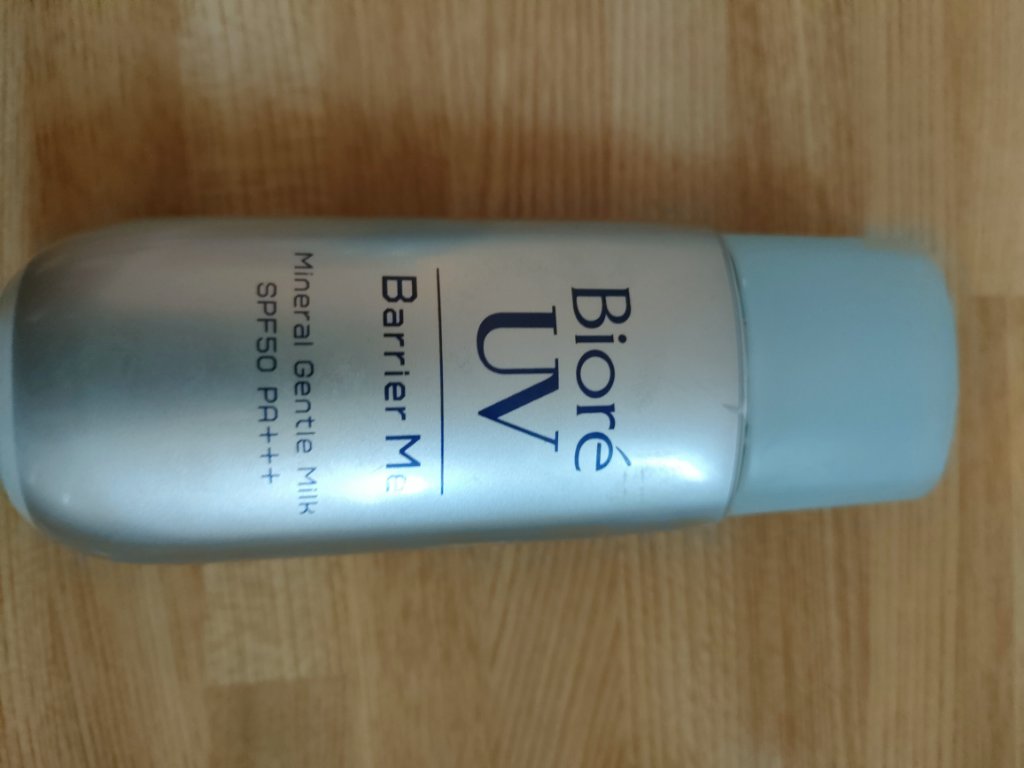 Bioré
UV
Barrier Me
Mineral Gentle Milk
SPF50 PA+++